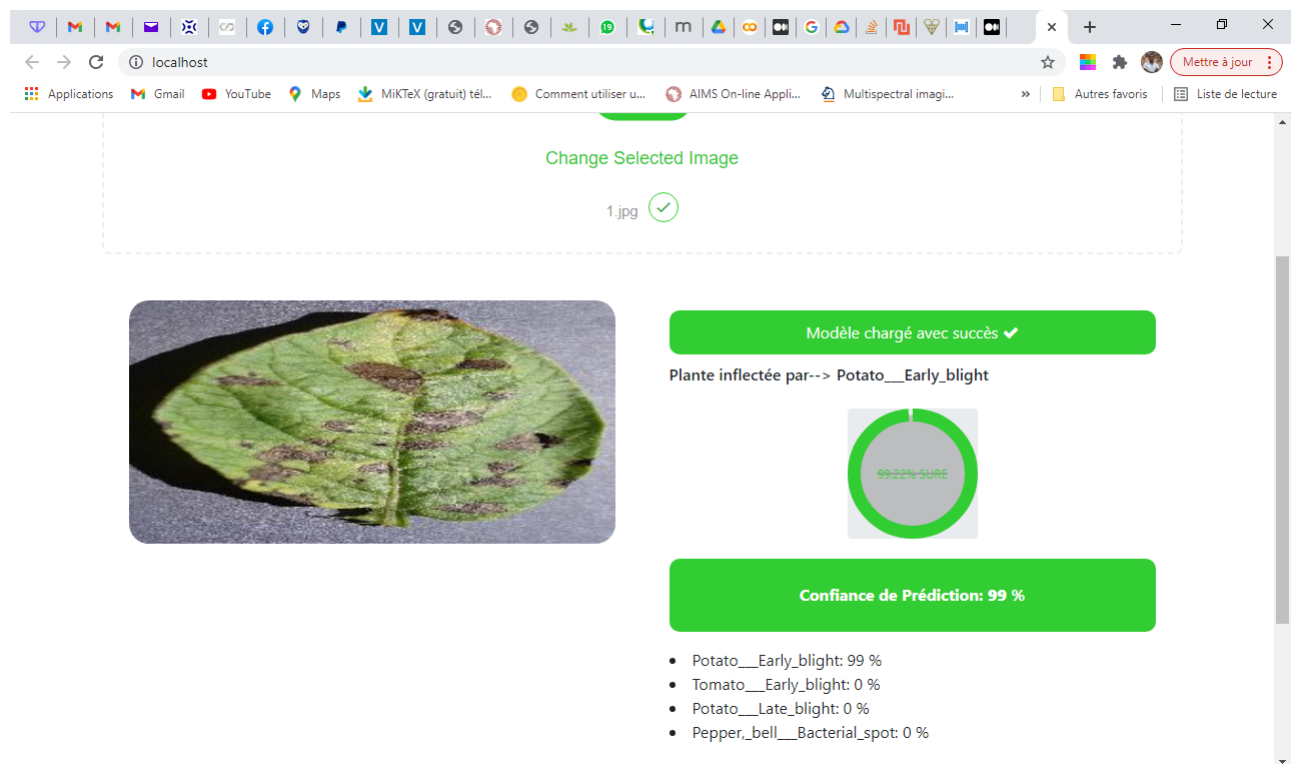 19
localhost
Mettre à jour
Applications
Gmail
YouTube
Maps
MiKTeX (gratuit) tél...
Comment utiliser u...
AIMS On-line Appli...
Multispectral imagi...
»
Autres favoris
Liste de lecture
Change Selected Image
1.jpg
Modèle chargé avec succès
Plante inflectée par--> Potato___Early_blight
99.22% SURE
Confiance de Prédiction: 99 %
Potato___Early_blight: 99 %
Tomato___Early_blight: 0 %
Potato___Late_blight: 0 %
Pepper,_bell___Bacterial_spot: 0 %